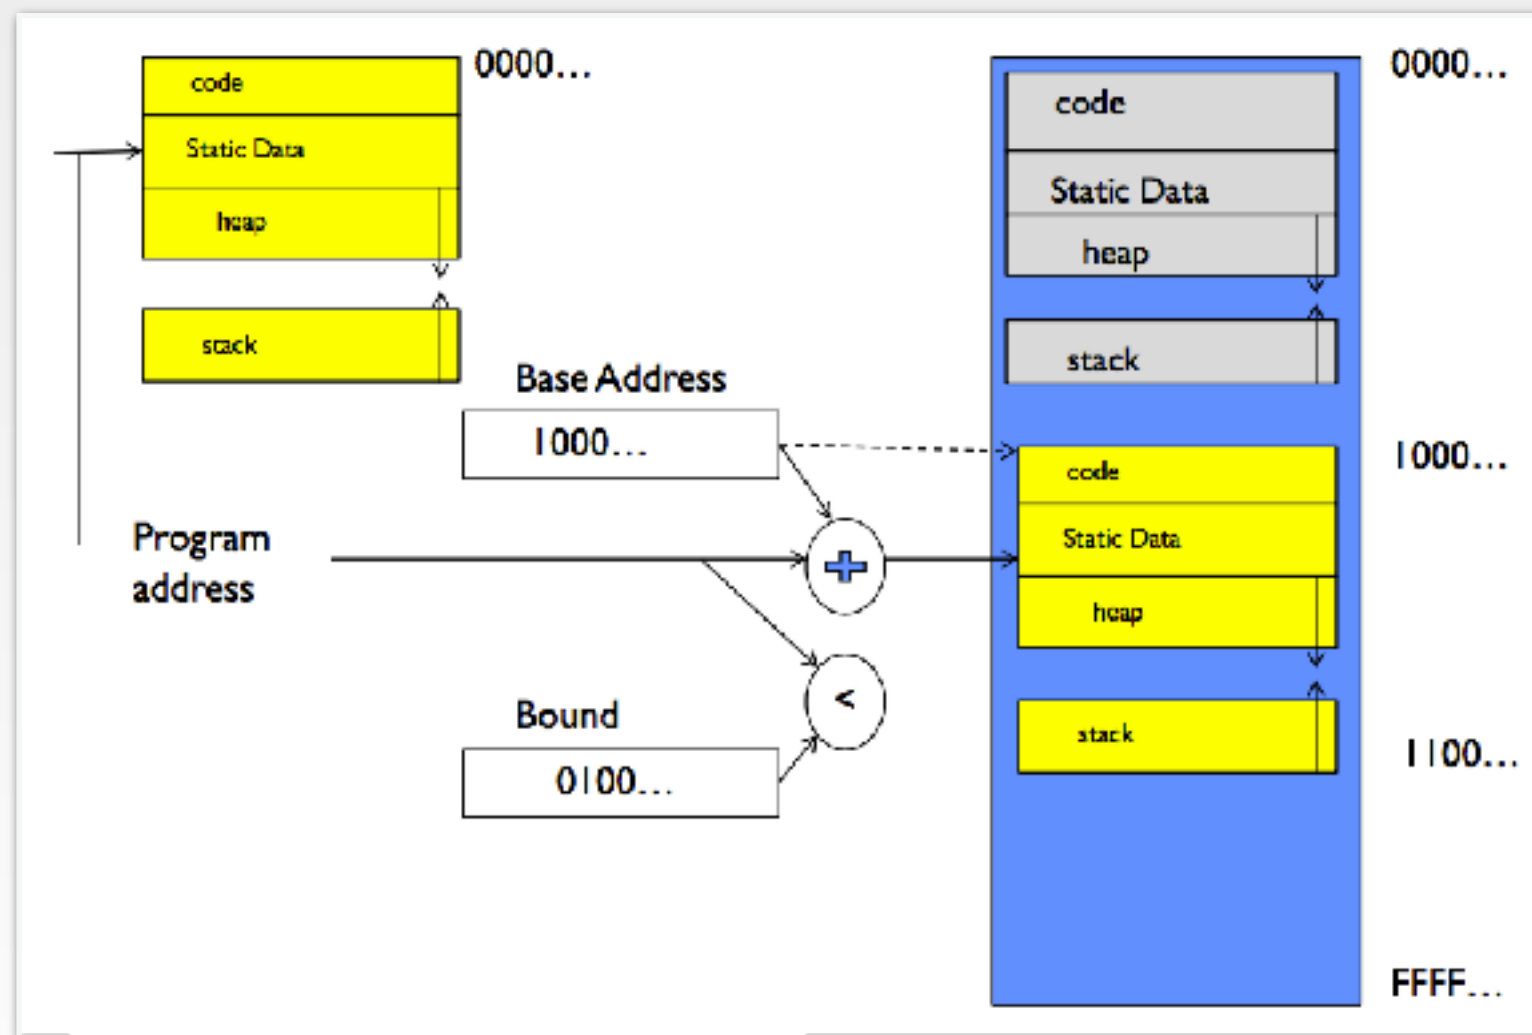 0000...
code
Static Data
heap
stack
Base Address
1000...
Program
address
Bound
0100...
+
<
0000...
code
Static Data
heap
stack
1000...
code
Static Data
heap
stack
1100...
FFFF...